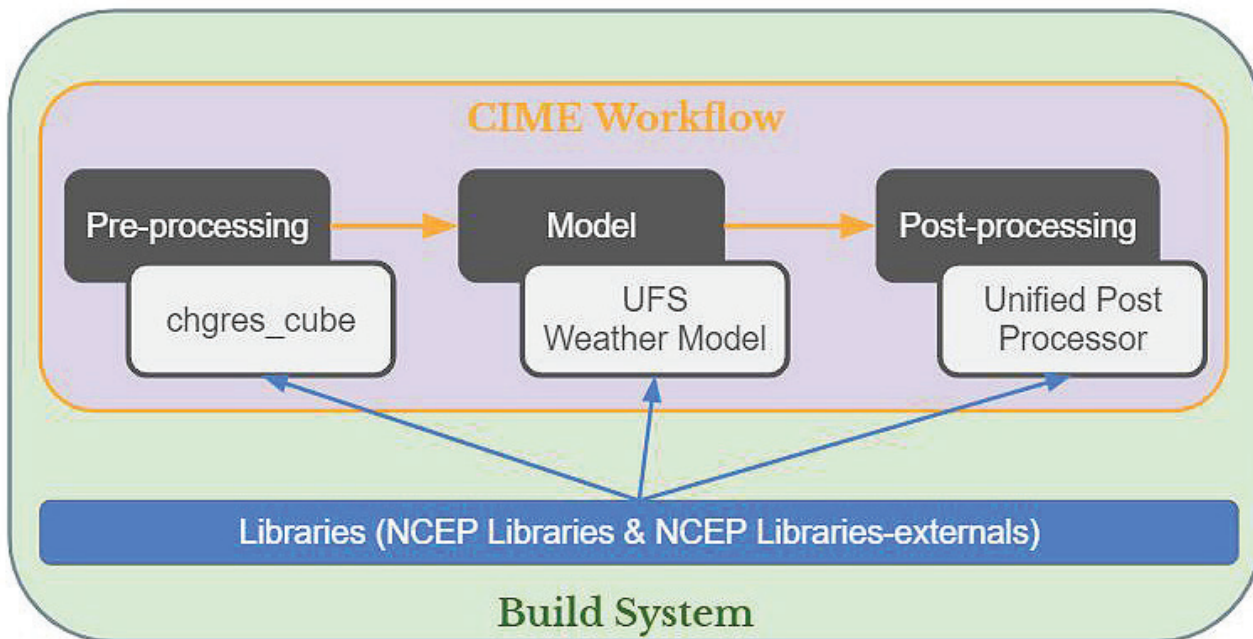 CIME Workflow
Pre-processing
Model
Post-processing
chgres_cube
UFS
Weather Model
Unified Post
Processor
Libraries (NCEP Libraries & NCEP Libraries-externals)
Build System